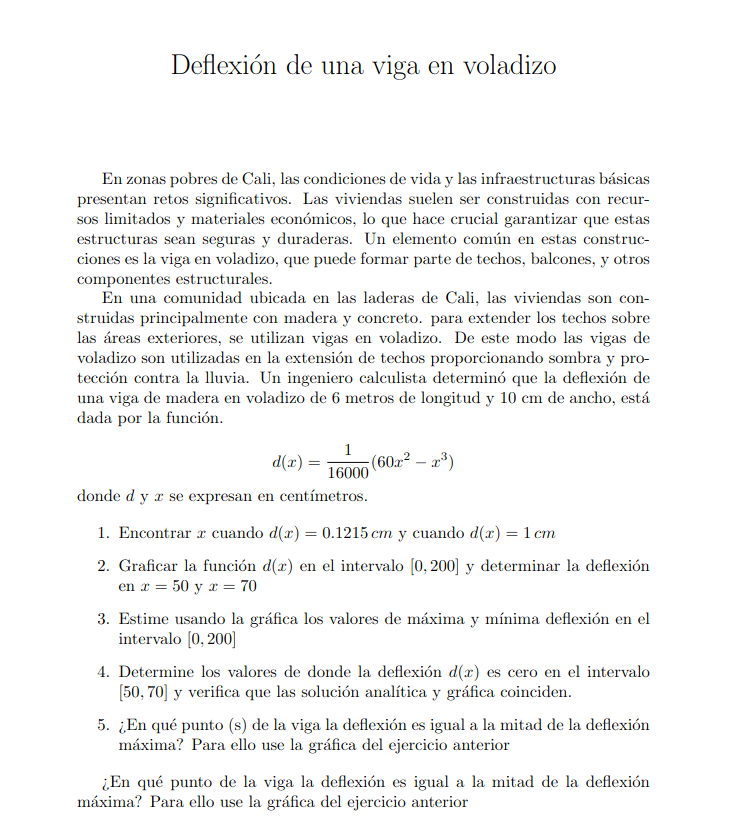 Deflexión de una viga en voladizo
En zonas pobres de Cali, las condiciones de vida y las infraestructuras básicas
presentan retos significativos. Las viviendas suelen ser construidas con recur-
sos limitados y materiales económicos, lo que hace crucial garantizar que estas
estructuras sean seguras y duraderas. Un elemento común en estas construc-
ciones es la viga en voladizo, que puede formar parte de techos, balcones, y otros
componentes estructurales.
En una comunidad ubicada en las laderas de Cali, las viviendas son con-
struidas principalmente con madera y concreto. para extender los techos sobre
las áreas exteriores, se utilizan vigas en voladizo. De este modo las vigas de
voladizo son utilizadas en la extensión de techos proporcionando sombra y pro-
tección contra la lluvia. Un ingeniero calculista determinó que la deflexión de
una viga de madera en voladizo de 6 metros de longitud y 10 cm de ancho, está
dada por la función.
d(x) = 1/16000 (60x² − x³)
donde d y x se expresan en centímetros.
1. Encontrar x cuando d(x) = 0.1215 cm y cuando d(x) = 1 cm
2. Graficar la función d(x) en el intervalo [0, 200] y determinar la deflexión
en x = 50 y x = 70
3. Estime usando la gráfica los valores de máxima y mínima deflexión en el
intervalo [0, 200]
4. Determine los valores de donde la deflexión d(x) es cero en el intervalo
[50, 70] y verifica que las solución analítica y gráfica coinciden.
5. ¿En qué punto (s) de la viga la deflexión es igual a la mitad de la deflexión
máxima? Para ello use la gráfica del ejercicio anterior
¿En qué punto de la viga la deflexión es igual a la mitad de la deflexión
máxima? Para ello use la gráfica del ejercicio anterior